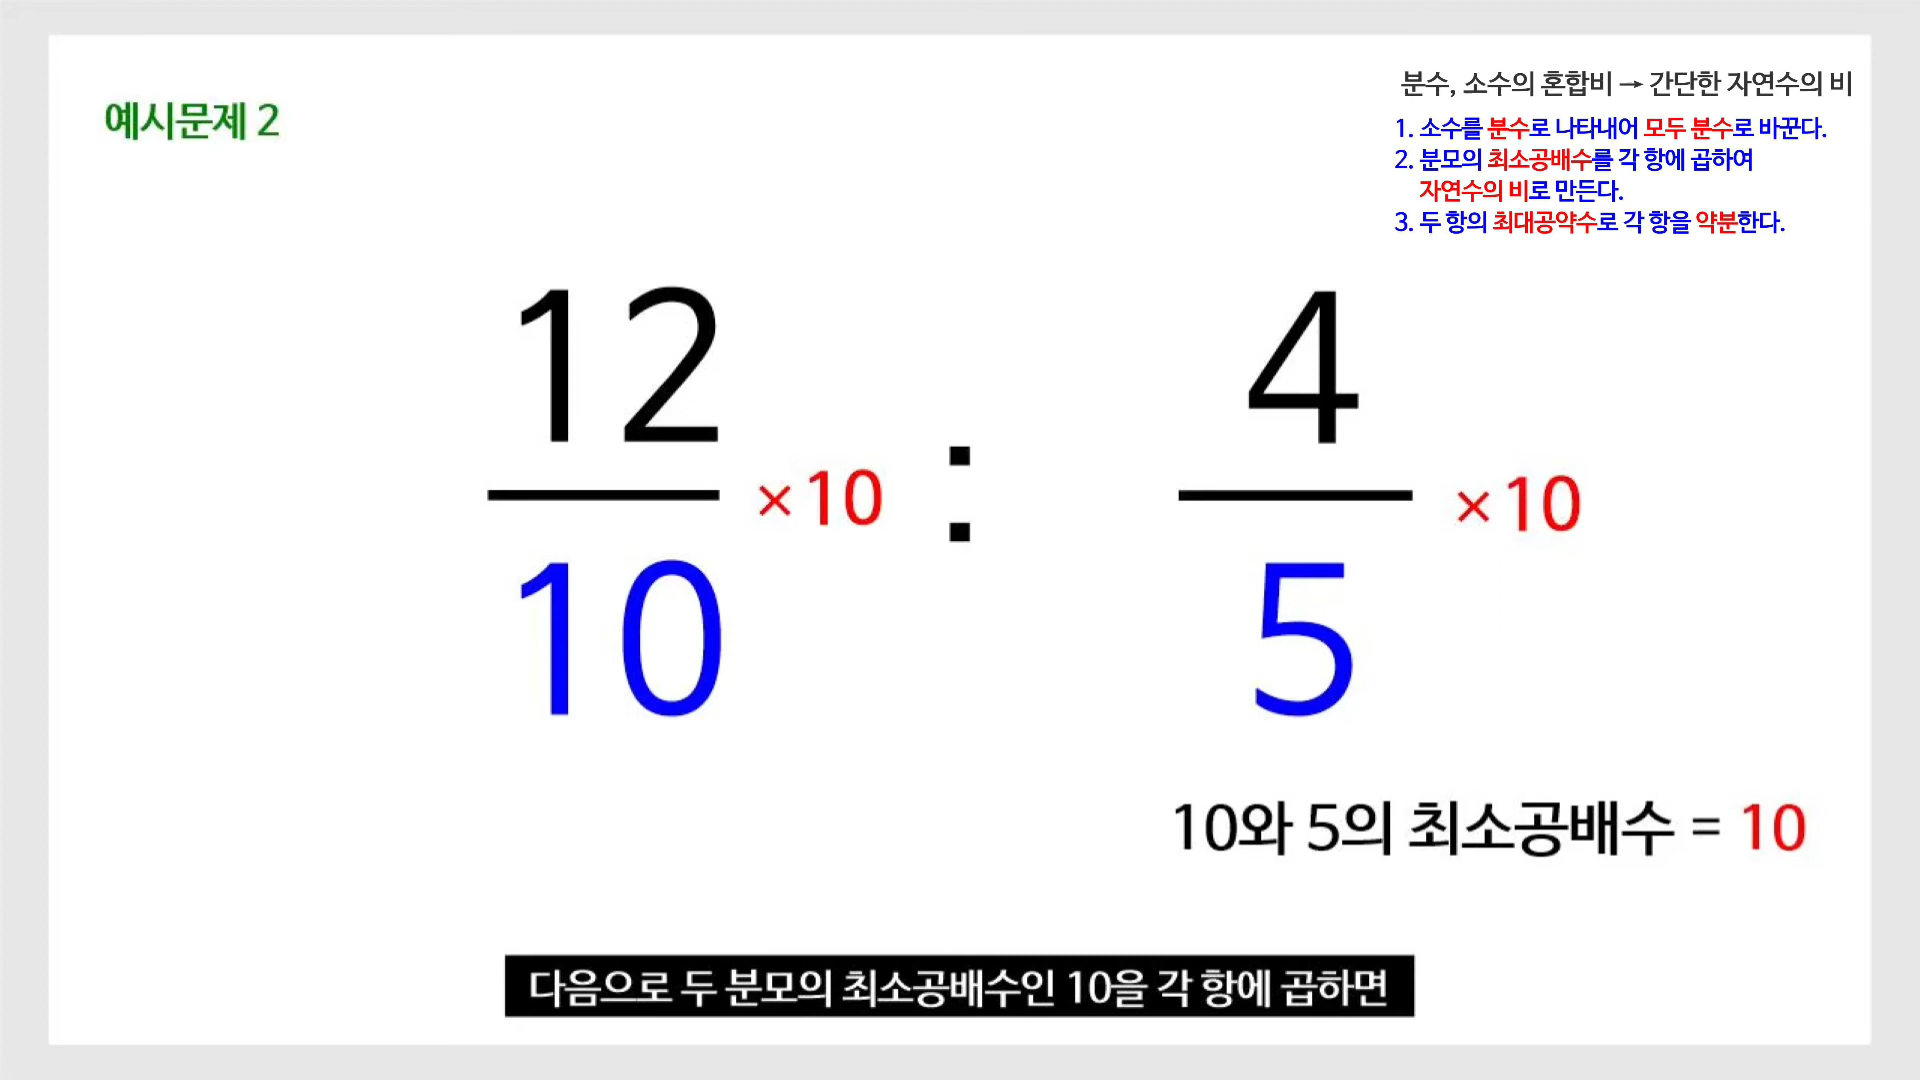 예시문제 2
분수, 소수의 혼합비 → 간단한 자연수의 비
1. 소수를 분수로 나타내어 모두 분수로 바꾼다.
2. 분모의 최소공배수를 각 항에 곱하여
자연수의 비로 만든다.
3. 두 항의 최대공약수로 각 항을 약분한다.
12 4
×10 : ×10
10 5
10와 5의 최소공배수 = 10
다음으로 두 분모의 최소공배수인 10을 각 항에 곱하면